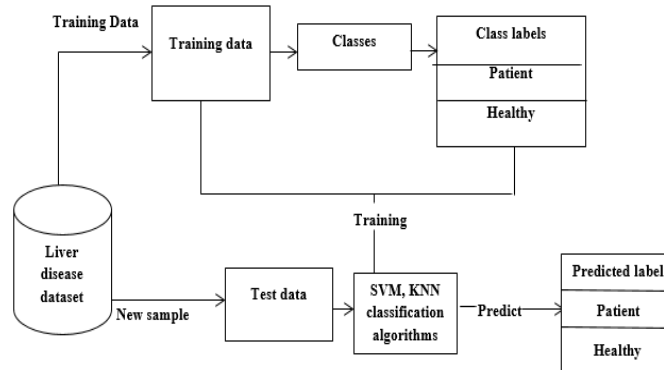 Training Data
Training data
Classes
Class labels
Patient
Healthy
Training
Liver
disease
dataset
New sample
Test data
SVM, KNN
classification
algorithms
Predict
Predicted label
Patient
Healthy